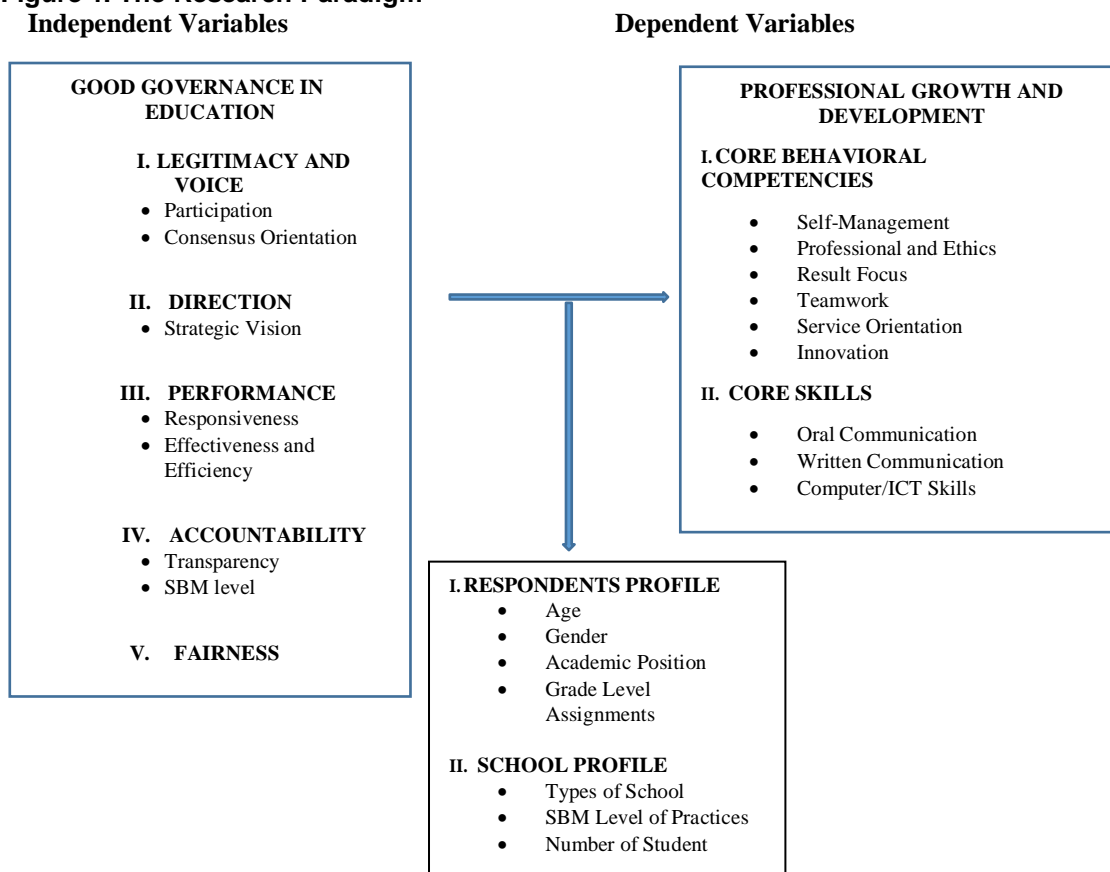 Independent Variables
Dependent Variables
GOOD GOVERNANCE IN
EDUCATION
I. LEGITIMACY AND
VOICE
• Participation
• Consensus Orientation
II. DIRECTION
• Strategic Vision
III. PERFORMANCE
• Responsiveness
• Effectiveness and
Efficiency
IV. ACCOUNTABILITY
• Transparency
• SBM level
V. FAIRNESS
PROFESSIONAL GROWTH AND
DEVELOPMENT
I. CORE BEHAVIORAL
COMPETENCIES
• Self-Management
• Professional and Ethics
• Result Focus
• Teamwork
• Service Orientation
• Innovation
II. CORE SKILLS
• Oral Communication
• Written Communication
• Computer/ICT Skills
I. RESPONDENTS PROFILE
• Age
• Gender
• Academic Position
• Grade Level
Assignments
II. SCHOOL PROFILE
• Types of School
• SBM Level of Practices
• Number of Student